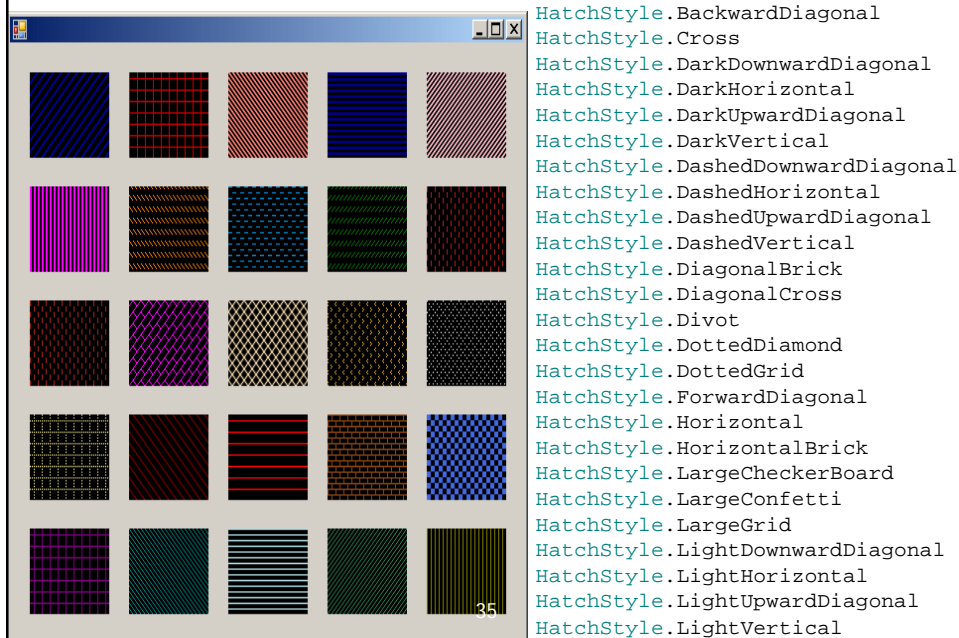 HatchStyle.BackwardDiagonal
HatchStyle.Cross
HatchStyle.DarkDownwardDiagonal
HatchStyle.DarkHorizontal
HatchStyle.DarkUpwardDiagonal
HatchStyle.DarkVertical
HatchStyle.DashedDownwardDiagonal
HatchStyle.DashedHorizontal
HatchStyle.DashedUpwardDiagonal
HatchStyle.DashedVertical
HatchStyle.DiagonalBrick
HatchStyle.DiagonalCross
HatchStyle.Divot
HatchStyle.DottedDiamond
HatchStyle.DottedGrid
HatchStyle.ForwardDiagonal
HatchStyle.Horizontal
HatchStyle.HorizontalBrick
HatchStyle.LargeCheckerBoard
HatchStyle.LargeConfetti
HatchStyle.LargeGrid
HatchStyle.LightDownwardDiagonal
HatchStyle.LightHorizontal
HatchStyle.LightUpwardDiagonal
HatchStyle.LightVertical
35